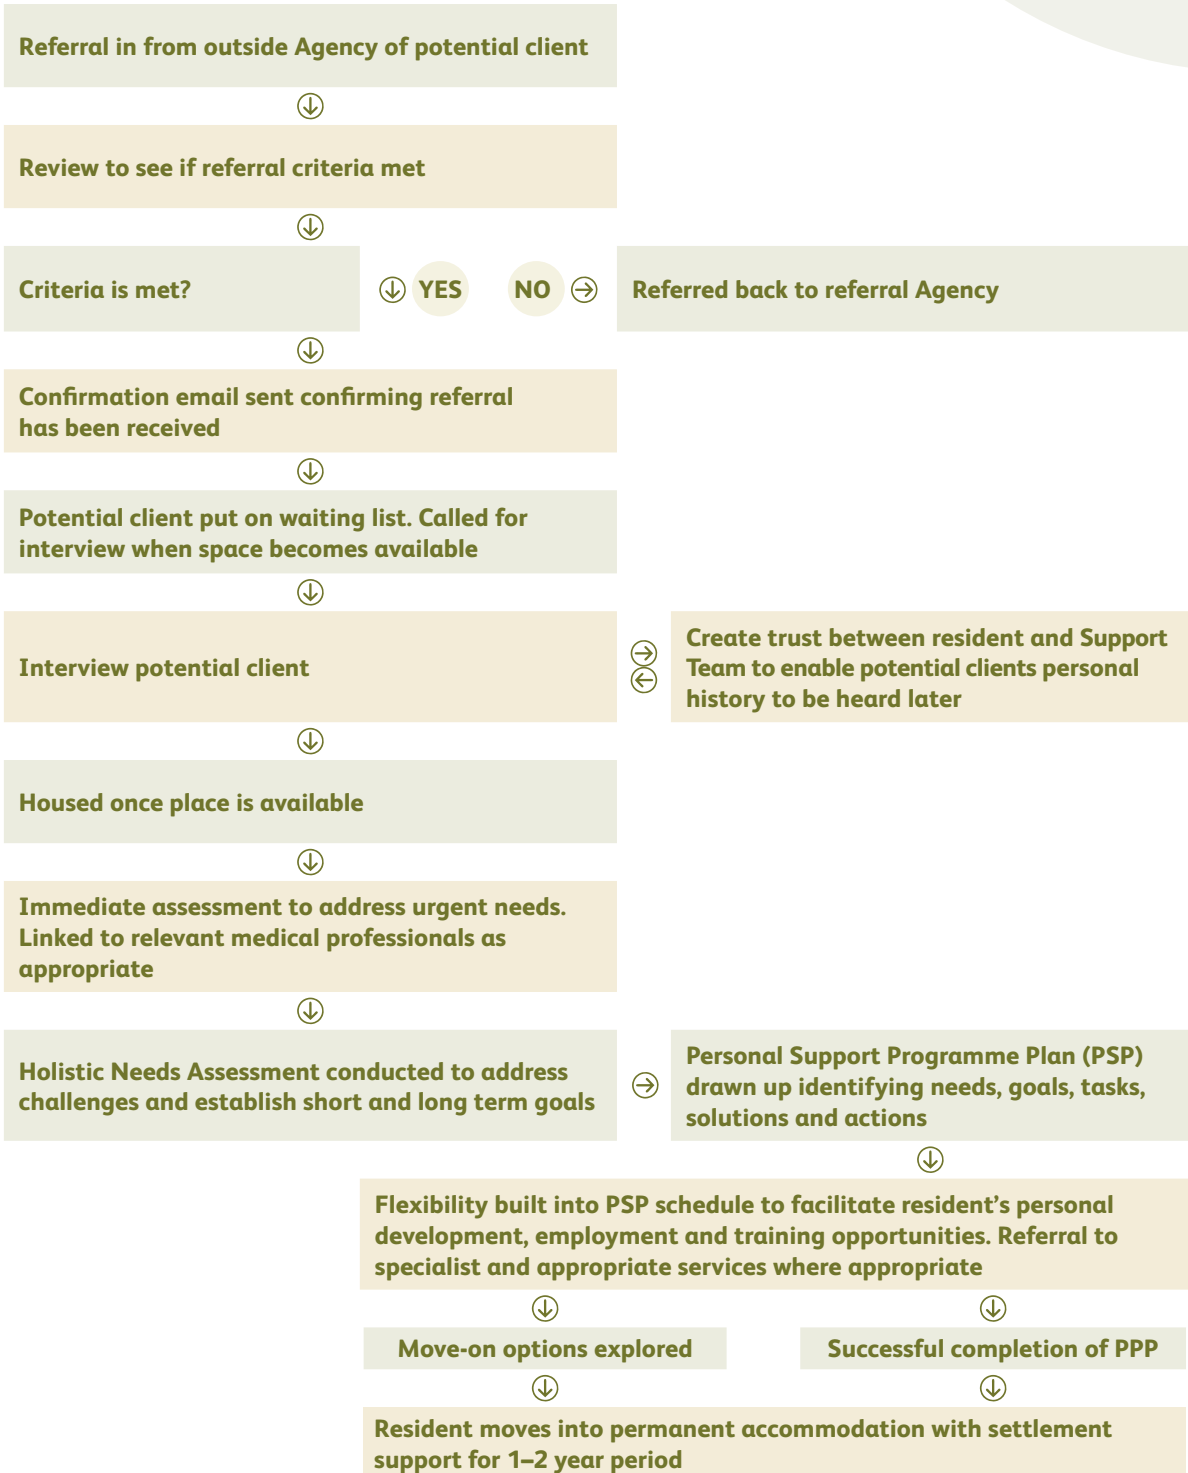 Referral in from outside Agency of potential client
Review to see if referral criteria met
Criteria is met?
YES
NO
Referred back to referral Agency
Confirmation email sent confirming referral
has been received
Potential client put on waiting list. Called for
interview when space becomes available
Interview potential client
Create trust between resident and Support
Team to enable potential clients personal
history to be heard later
Housed once place is available
Immediate assessment to address urgent needs.
Linked to relevant medical professionals as
appropriate
Holistic Needs Assessment conducted to address
challenges and establish short and long term goals
Personal Support Programme Plan (PSP)
drawn up identifying needs, goals, tasks,
solutions and actions
Flexibility built into PSP schedule to facilitate resident’s personal
development, employment and training opportunities. Referral to
specialist and appropriate services where appropriate
Move-on options explored
Successful completion of PPP
Resident moves into permanent accommodation with settlement
support for 1–2 year period